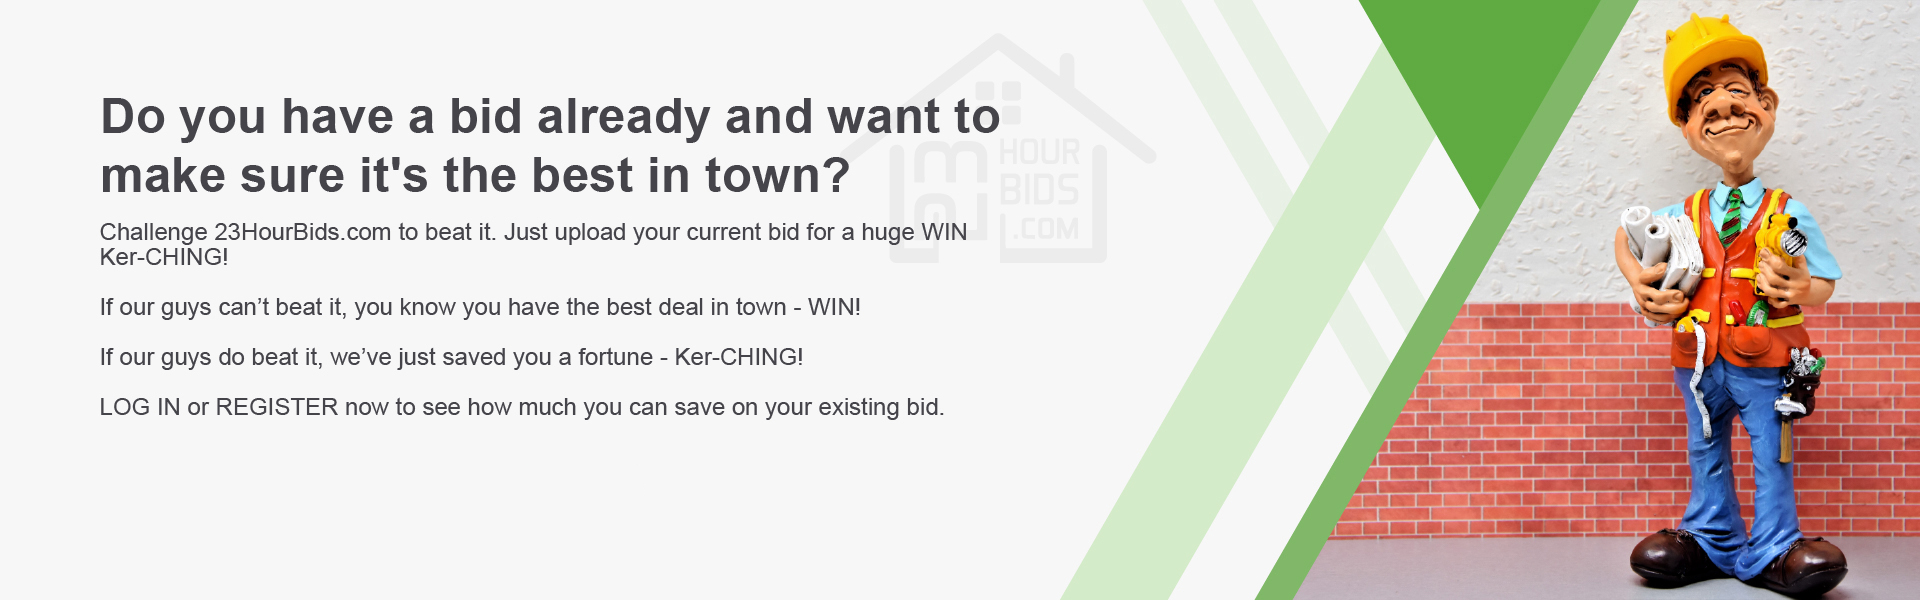 Do you have a bid already and want to
make sure it's the best in town?
Challenge 23HourBids.com to beat it. Just upload your current bid for a huge WIN
Ker-CHING!
If our guys can’t beat it, you know you have the best deal in town - WIN!
If our guys do beat it, we’ve just saved you a fortune - Ker-CHING!
LOG IN or REGISTER now to see how much you can save on your existing bid.
HOUR
BIDS
.COM